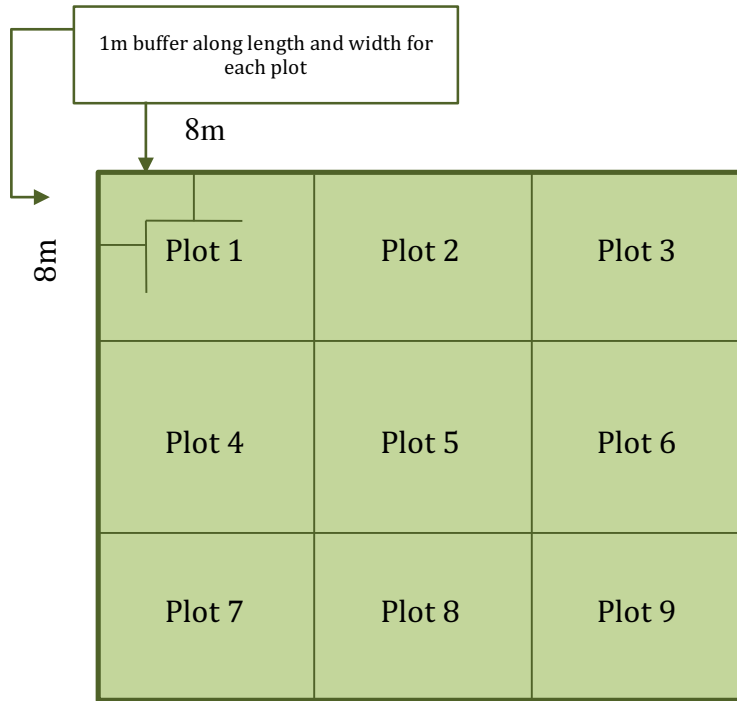 1m buffer along length and width for
each plot
8m
8m
Plot 1 Plot 2 Plot 3
Plot 4 Plot 5 Plot 6
Plot 7 Plot 8 Plot 9